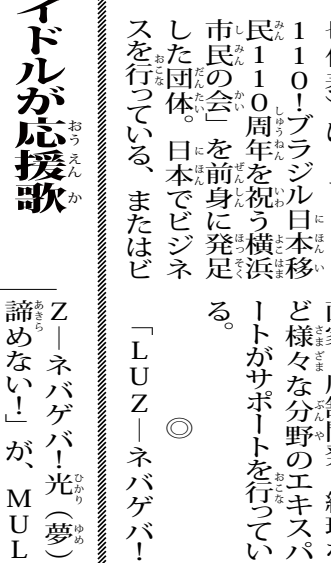 110！ブラジル日本移
民110周年を祝う横浜
市民の会」を前身に発足
した団体。日本でビジネ
スを行っている、またはビ
ど様々な分野のエキスパ
ートがサポートを行ってい
る。
◎
「LUZ―ネバゲバ！
イドルが応援歌
Z―ネバゲバ！光（夢）
諦めない！」が、MUL